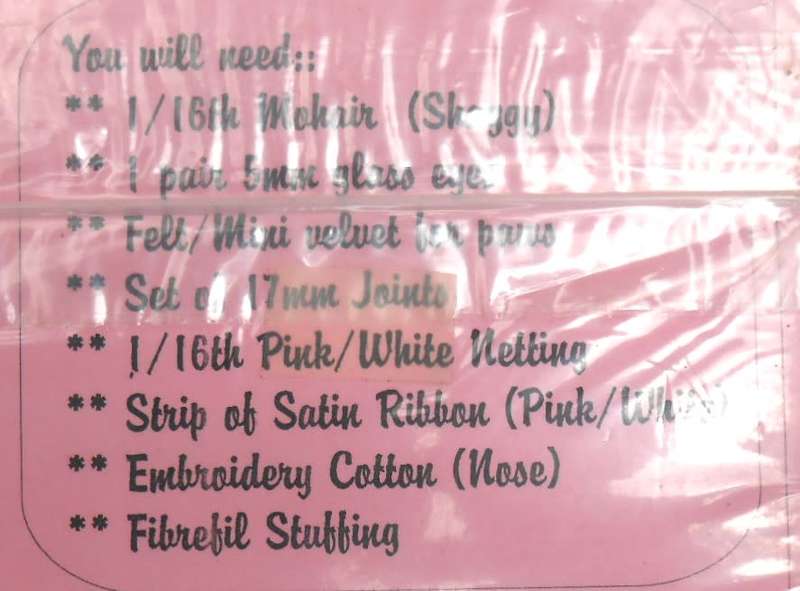 You will need::
** 1/16th Mohair (Shaggy)
** 1 pair 5mm glass eyes
** Felt/Mini velvet for paws
** Set of 17mm Joints
** 1/16th Pink/White Netting
** Strip of Satin Ribbon (Pink/White)
** Embroidery Cotton (Nose)
** Fibrefil Stuffing